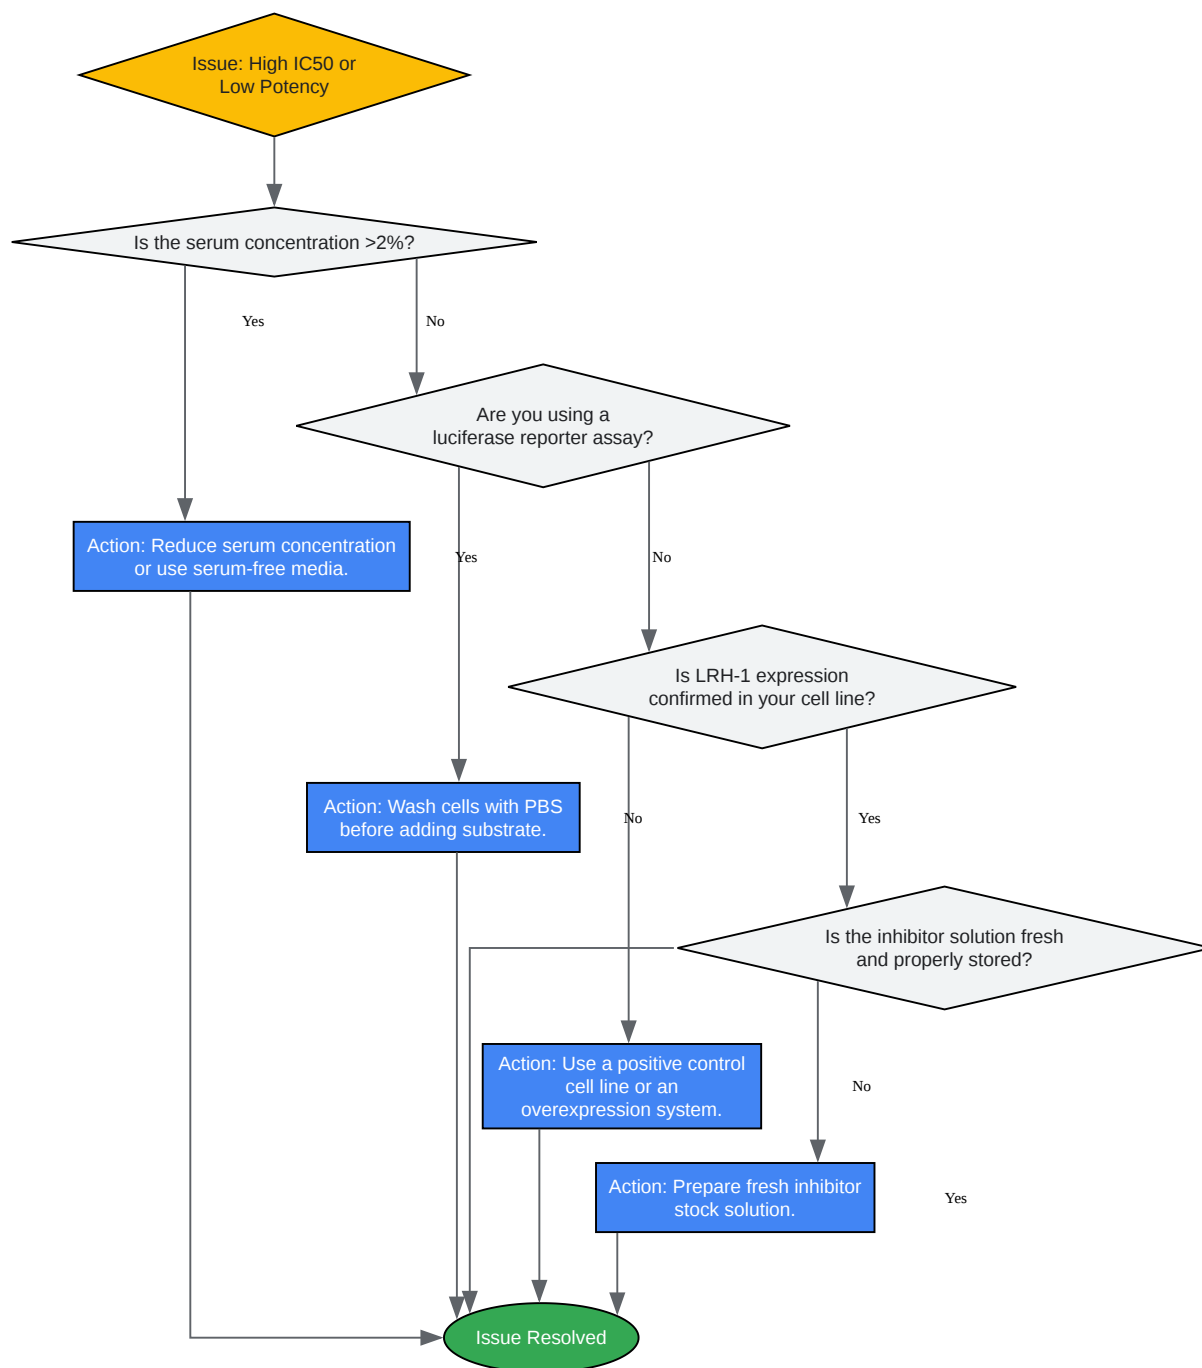 Issue: High IC50 or
Low Potency
Is the serum concentration >2%?
Yes
No
Are you using a
luciferase reporter assay?
Action: Reduce serum concentration
or use serum-free media.
Yes
No
Is LRH-1 expression
confirmed in your cell line?
Action: Wash cells with PBS
before adding substrate.
No
Yes
Is the inhibitor solution fresh
and properly stored?
Action: Use a positive control
cell line or an
overexpression system.
No
Action: Prepare fresh inhibitor
stock solution.
Yes
Issue Resolved